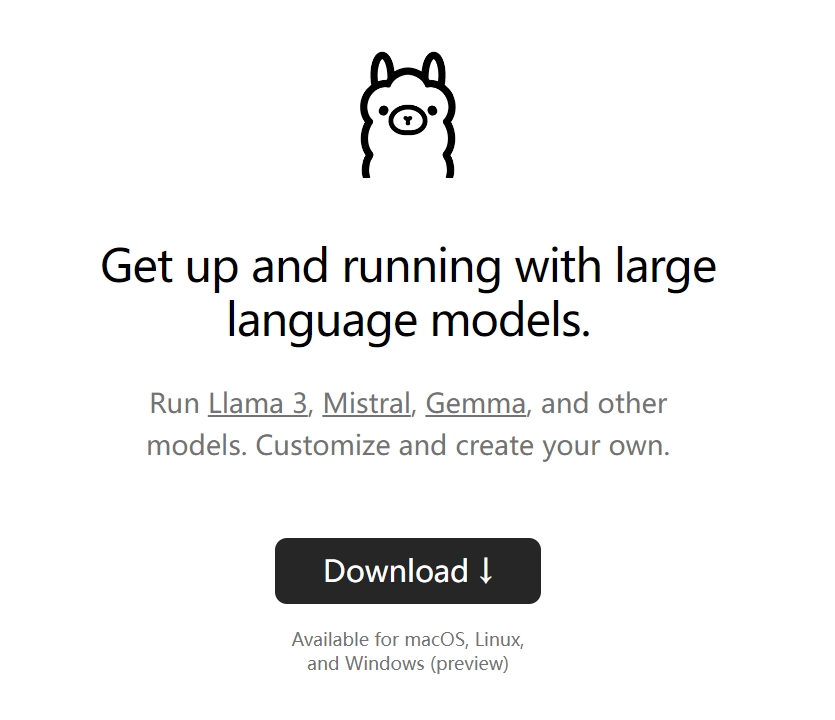 Get up and running with large
language models.
Run Llama 3, Mistral, Gemma, and other
models. Customize and create your own.
Download ↓
Available for macOS, Linux,
and Windows (preview)